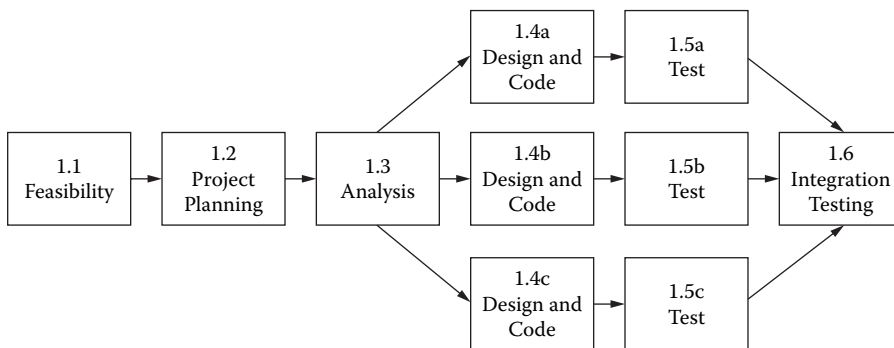 1.1
Feasibility
1.2
Project
Planning
1.3
Analysis
1.4a
Design and
Code
1.5a
Test
1.4b
Design and
Code
1.5b
Test
1.4c
Design and
Code
1.5c
Test
1.6
Integration
Testing